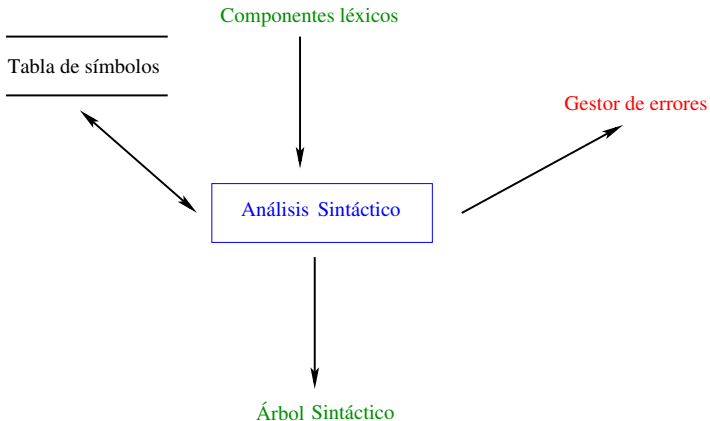 Componentes léxicos
Tabla de símbolos
Gestor de errores
Análisis Sintáctico
Árbol Sintáctico